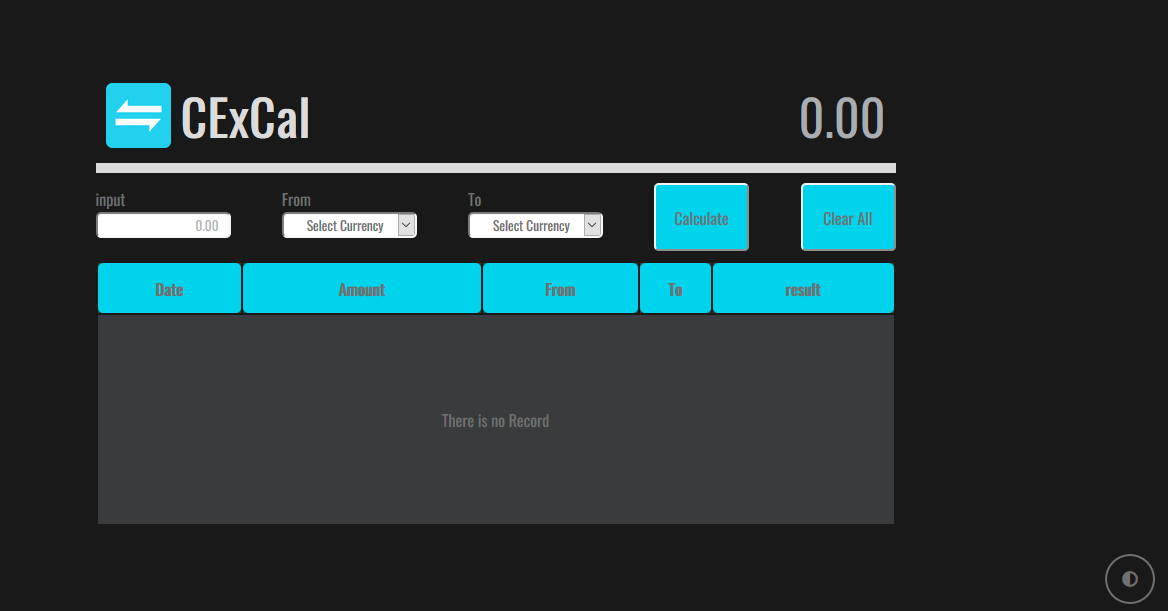 CExCal
0.00
input
From
To
0.00
Select Currency
Select Currency
Calculate
Clear All
Date
Amount
From
To
result
There is no Record